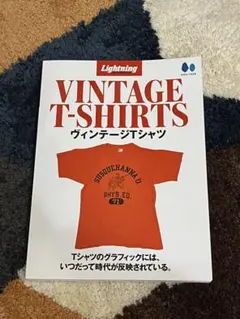 Lightning
VINTAGE
T-SHIRTS
ヴィンテージTシャツ
SUSQUEHANNA U.
PHYS. ED.
72
Tシャツのグラフィックには、
いつだって時代が反映されている。